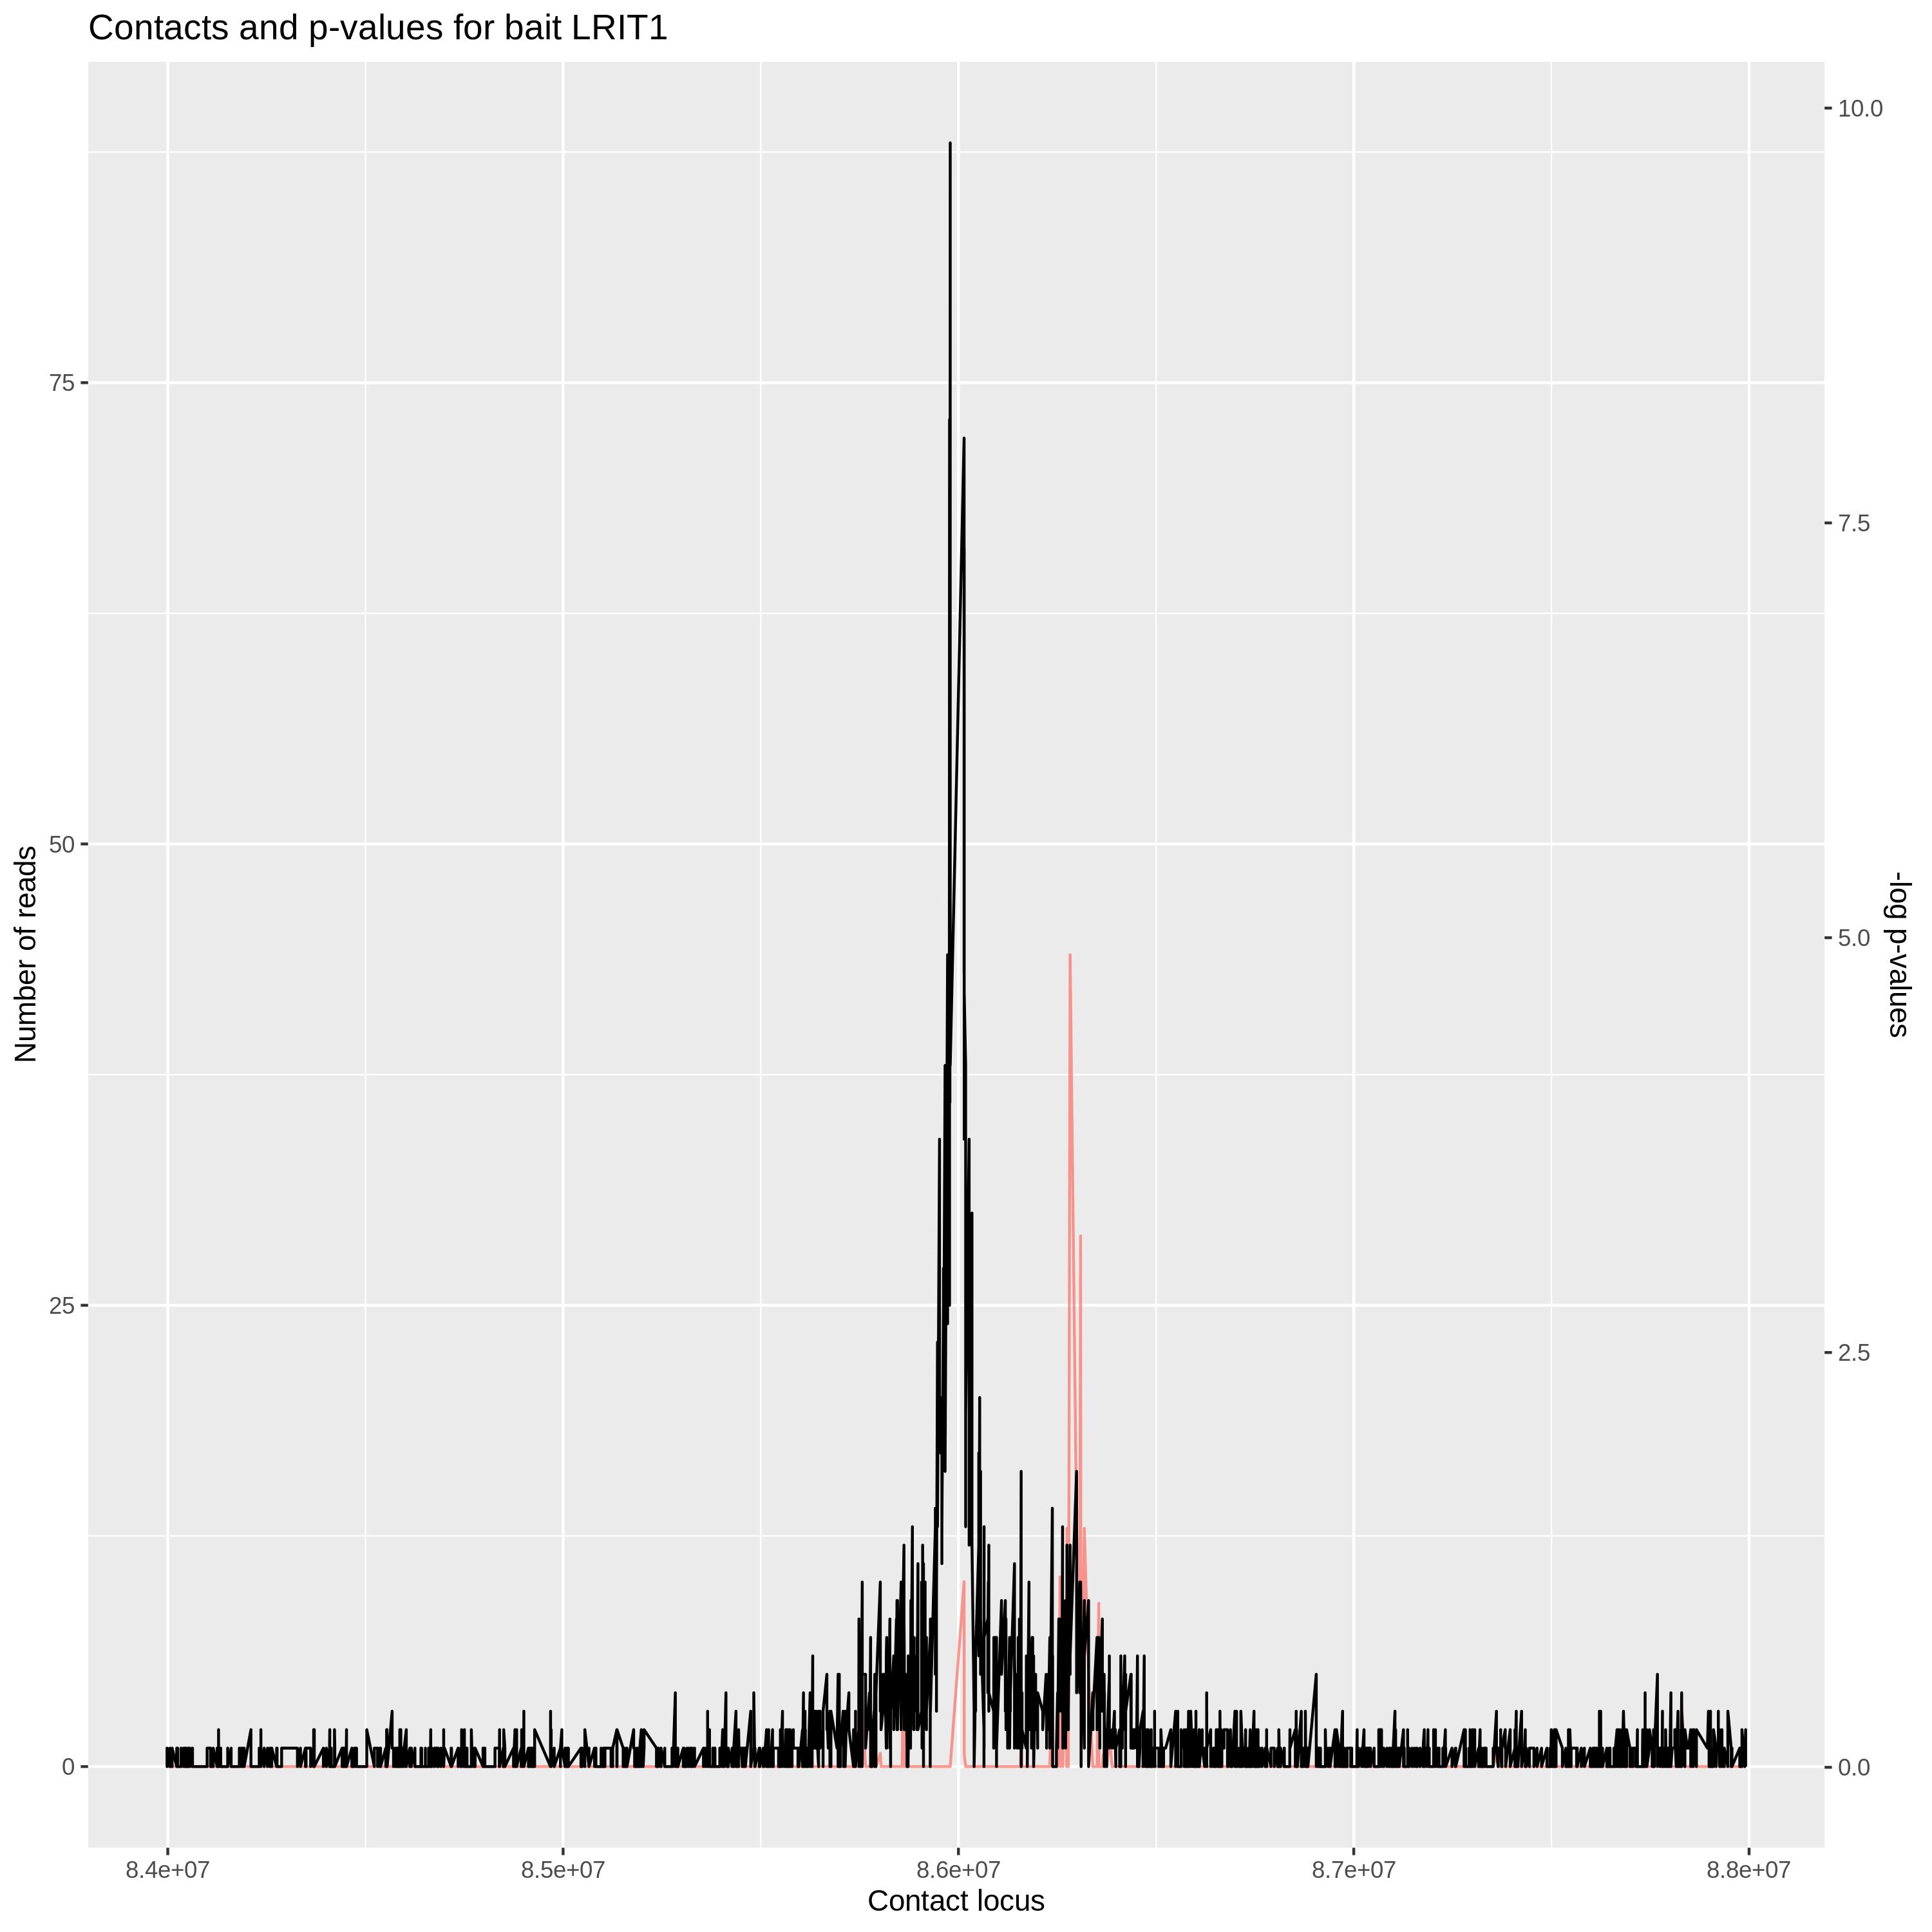 Contacts and p-values for bait LRIT1
10.0
75
7.5
50
5.0
Number of reads
-log p-values
25
2.5
0
0.0
8.4e+07 8.5e+07 8.6e+07 8.7e+07 8.8e+07
Contact locus